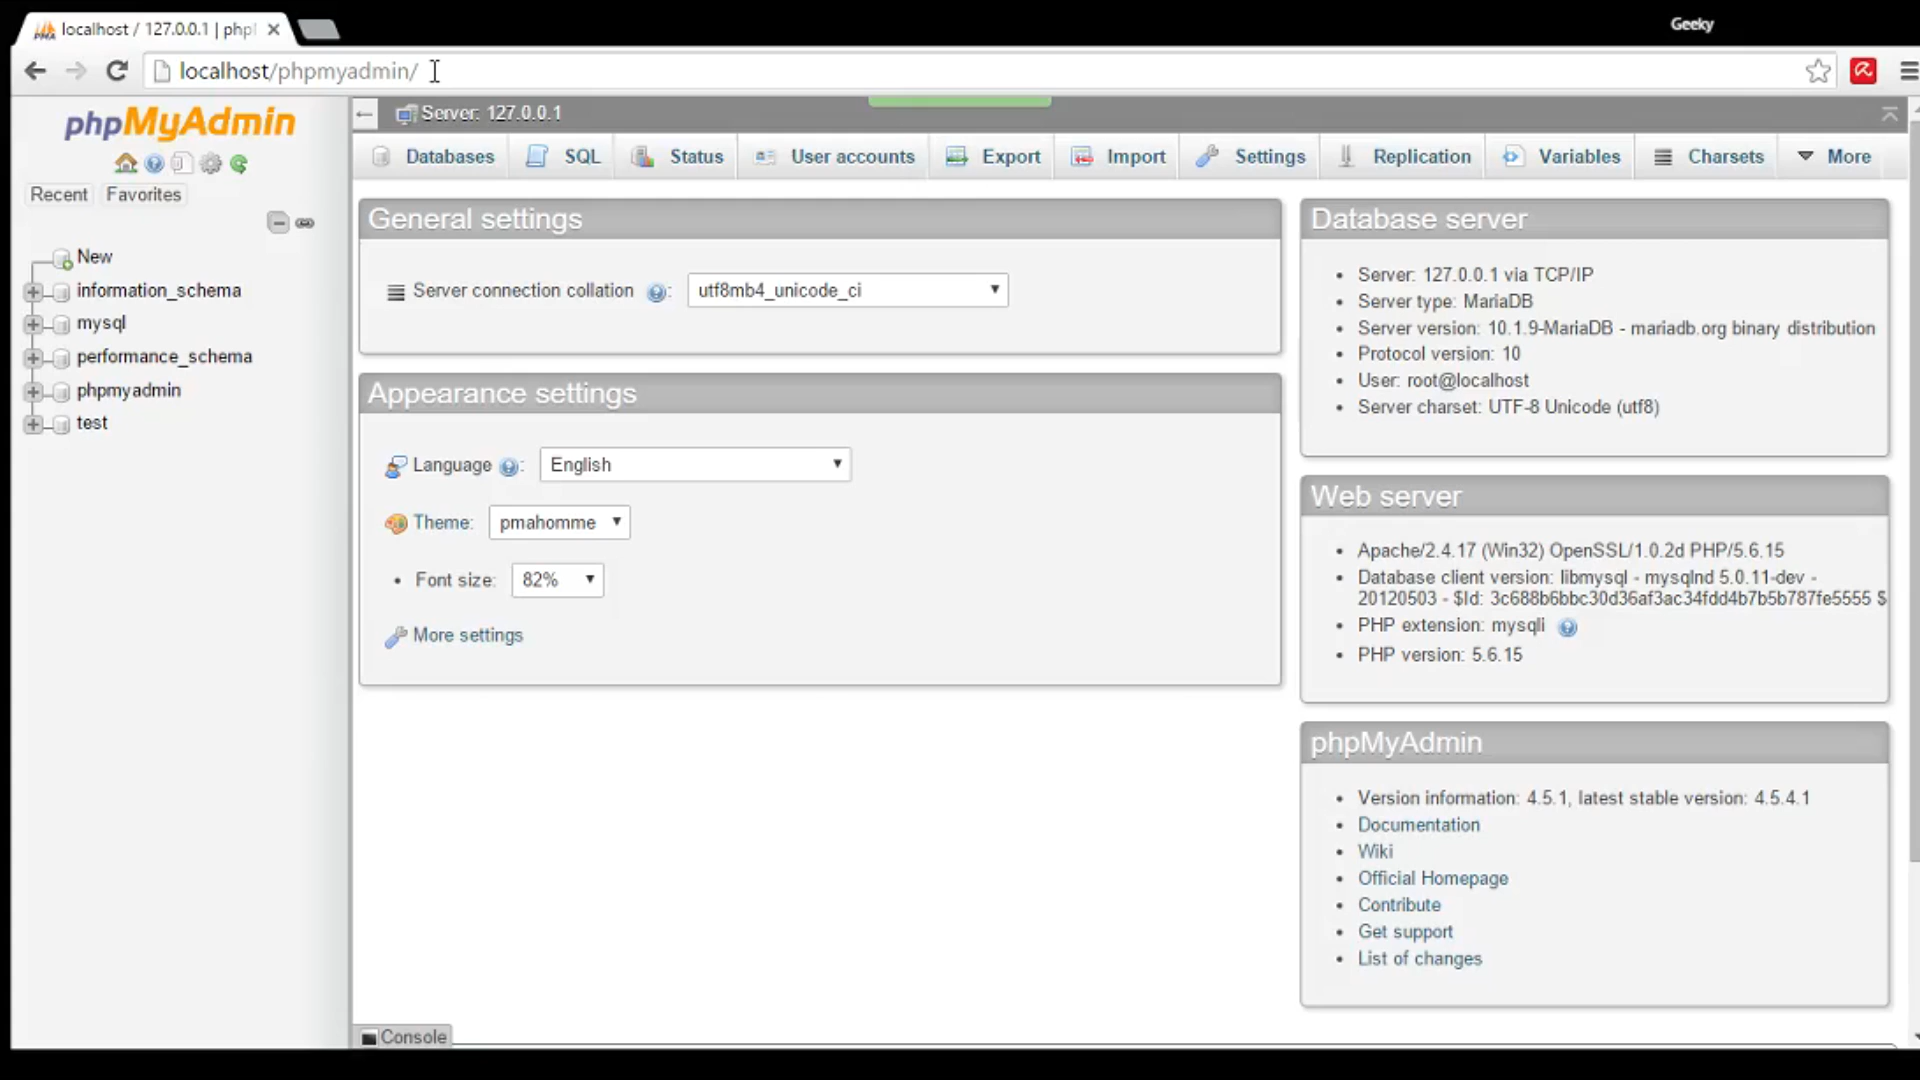 localhost / 127.0.0.1 | php
Geeky
localhost/phpmyadmin/
phpMyAdmin
Recent Favorites
New
information_schema
mysql
performance_schema
phpmyadmin
test
Server: 127.0.0.1
Databases SQL Status User accounts Export Import Settings Replication Variables Charsets More
General settings
Server connection collation : utf8mb4_unicode_ci
Appearance settings
Language : English
Theme: pmahomme
Font size: 82%
More settings
Database server
Server: 127.0.0.1 via TCP/IP
Server type: MariaDB
Server version: 10.1.9-MariaDB - mariadb.org binary distribution
Protocol version: 10
User: root@localhost
Server charset: UTF-8 Unicode (utf8)
Web server
Apache/2.4.17 (Win32) OpenSSL/1.0.2d PHP/5.6.15
Database client version: libmysql - mysqlnd 5.0.11-dev -
20120503 - $Id: 3c688b6bbc30d36af3ac34fdd4b7b5b787fe5555 $
PHP extension: mysqli
PHP version: 5.6.15
phpMyAdmin
Version information: 4.5.1, latest stable version: 4.5.4.1
Documentation
Wiki
Official Homepage
Contribute
Get support
List of changes
Console